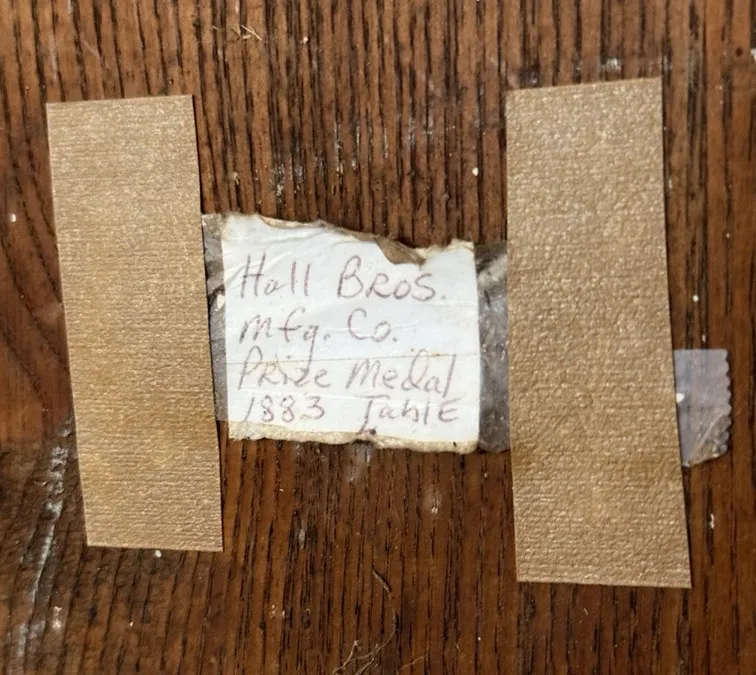 Hall BROS.
Mfg. Co.
PRize Medal
1883 TablE